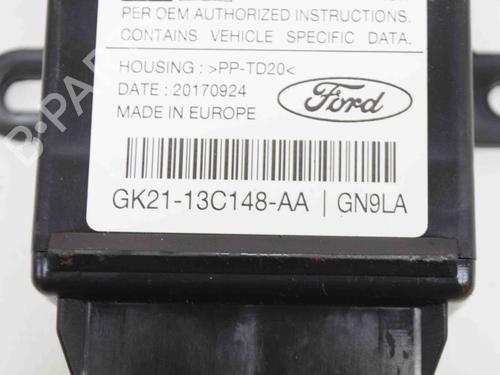 PER OEM AUTHORIZED INSTRUCTIONS.
CONTAINS VEHICLE SPECIFIC DATA.
HOUSING : >PP-TD20<
DATE : 20170924
MADE IN EUROPE
Ford
GK21-13C148-AA | GN9LA